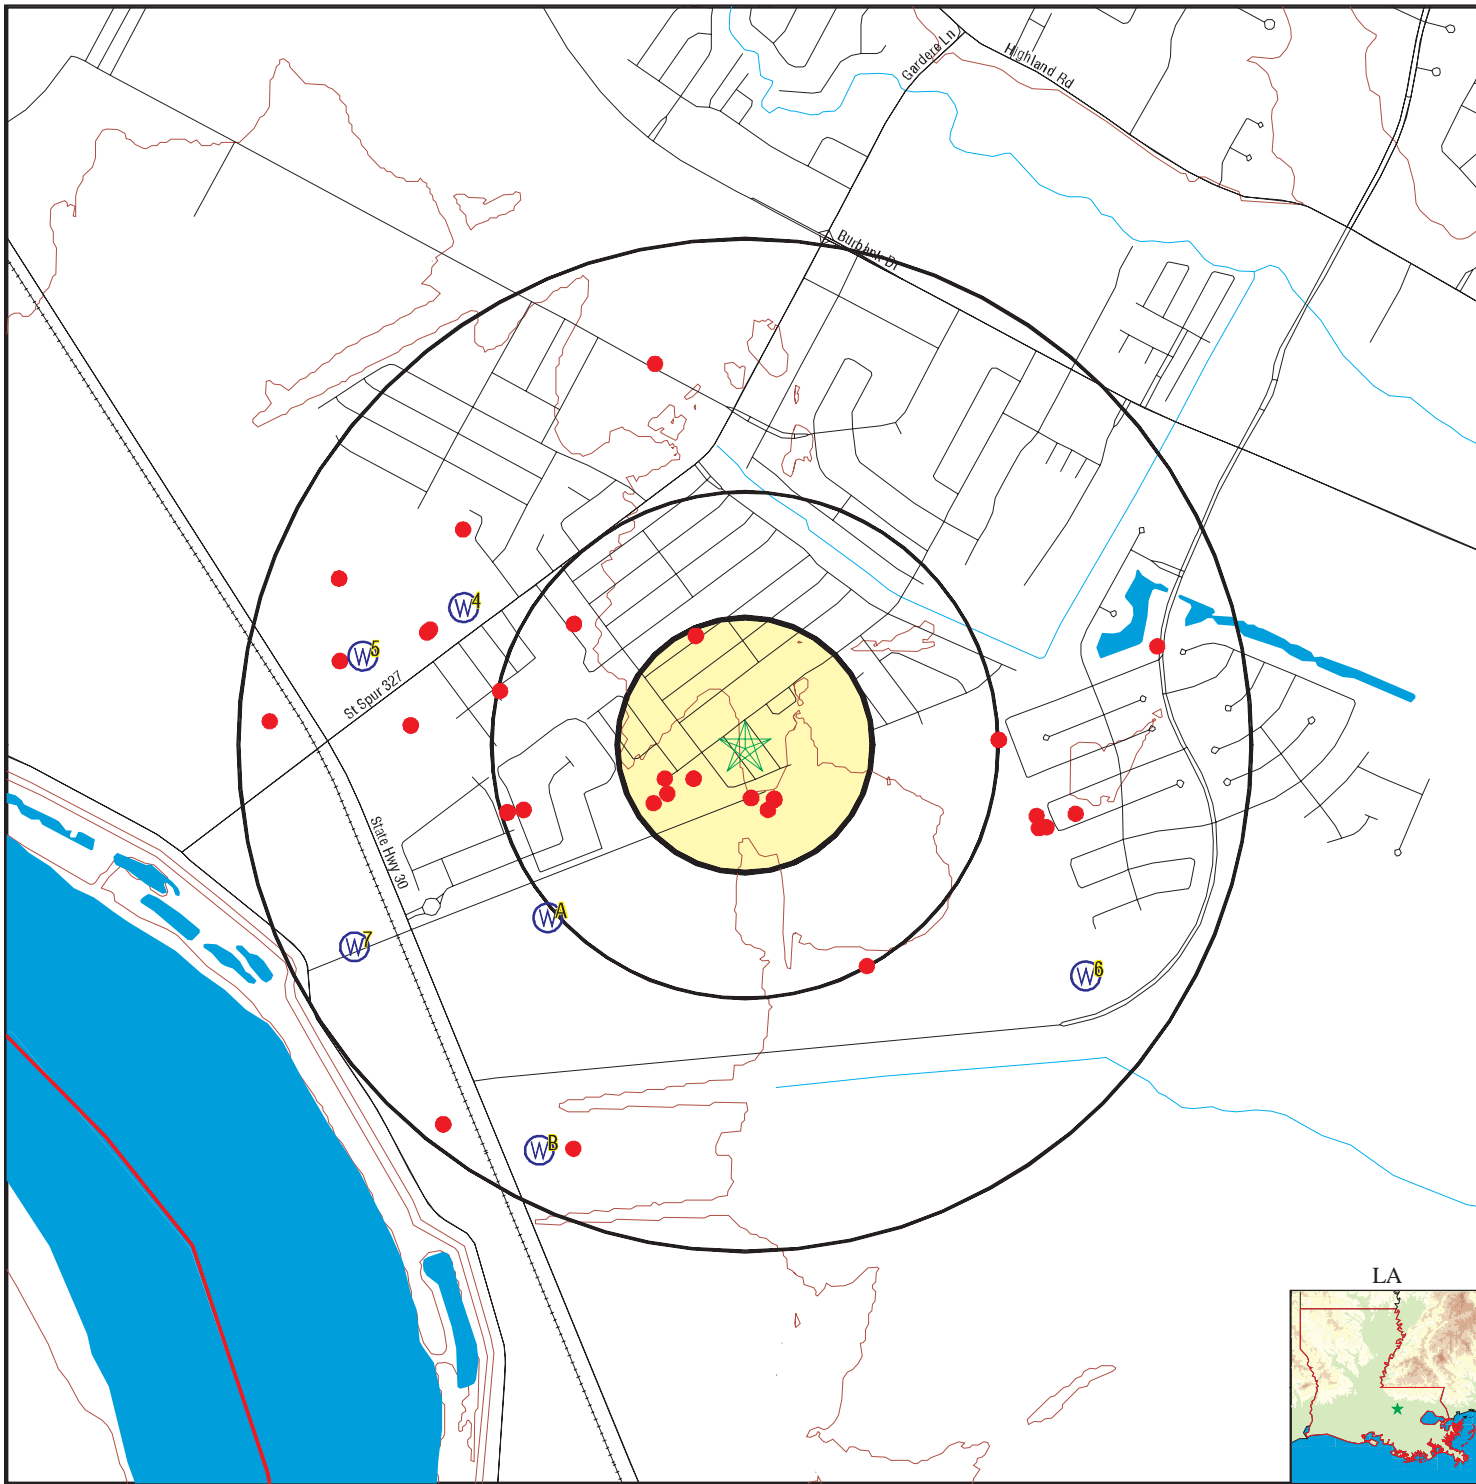 Gardere Ln
Highland Rd
Burbank Dr
W4
W5
St Spur 327
State Hwy 30
WA
W7
W6
WB
LA